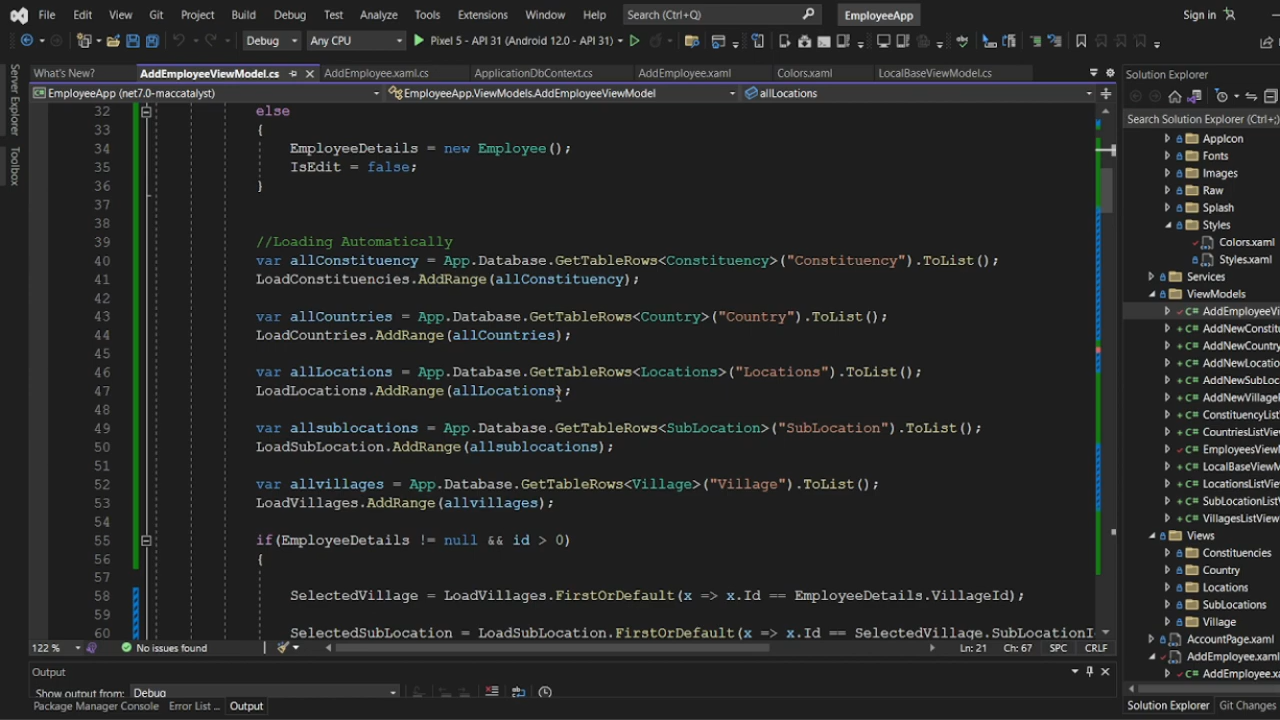 File Edit View Git Project Build Debug Test Analyze Tools Extensions Window Help Search (Ctrl+Q) EmployeeApp Sign in
Debug Any CPU Pixel 5 - API 31 (Android 12.0 - API 31)
What's New? AddEmployeeViewModel.cs AddEmployee.xaml.cs ApplicationDbContext.cs AddEmployee.xaml Colors.xaml LocalBaseViewModel.cs
EmployeeApp (net7.0-maccatalyst) EmployeeApp.ViewModels.AddEmployeeViewModel allLocations
Server Explorer
Toolbox
32 else
33 {
34 EmployeeDetails = new Employee();
35 IsEdit = false;
36 }
37
38
39 //Loading Automatically
40 var allConstituency = App.Database.GetTableRows<Constituency>("Constituency").ToList();
41 LoadConstituencies.AddRange(allConstituency);
42
43 var allCountries = App.Database.GetTableRows<Country>("Country").ToList();
44 LoadCountries.AddRange(allCountries);
45
46 var allLocations = App.Database.GetTableRows<Locations>("Locations").ToList();
47 LoadLocations.AddRange(allLocations);
48
49 var allsublocations = App.Database.GetTableRows<SubLocation>("SubLocation").ToList();
50 LoadSubLocation.AddRange(allsublocations);
51
52 var allvillages = App.Database.GetTableRows<Village>("Village").ToList();
53 LoadVillages.AddRange(allvillages);
54
55 if(EmployeeDetails != null && id > 0)
56 {
57
58 SelectedVillage = LoadVillages.FirstOrDefault(x => x.Id == EmployeeDetails.VillageId);
59
60 SelectedSubLocation = LoadSubLocation.FirstOrDefault(x => x.Id == SelectedVillage.SubLocationI
122 % No issues found Ln: 21 Ch: 67 SPC CRLF
Output
Show output from: Debug
Package Manager Console Error List ... Output
Solution Explorer
Search Solution Explorer (Ctrl+;)
AppIcon
Fonts
Images
Raw
Splash
Styles
Colors.xaml
Styles.xaml
Services
ViewModels
C# AddEmployeeVi
C# AddNewConstit
C# AddNewCountry
C# AddNewLocatio
C# AddNewSubLoc
C# AddNewVillageI
C# ConstituencyList
C# CountriesListVie
C# EmployeesViewM
C# LocalBaseViewM
C# LocationsListVie
C# SubLocationListV
C# VillagesListView
Views
Constituencies
Country
Locations
SubLocations
Village
AccountPage.xaml
AddEmployee.xaml
C# AddEmployee.xa
Solution Explorer Git Changes